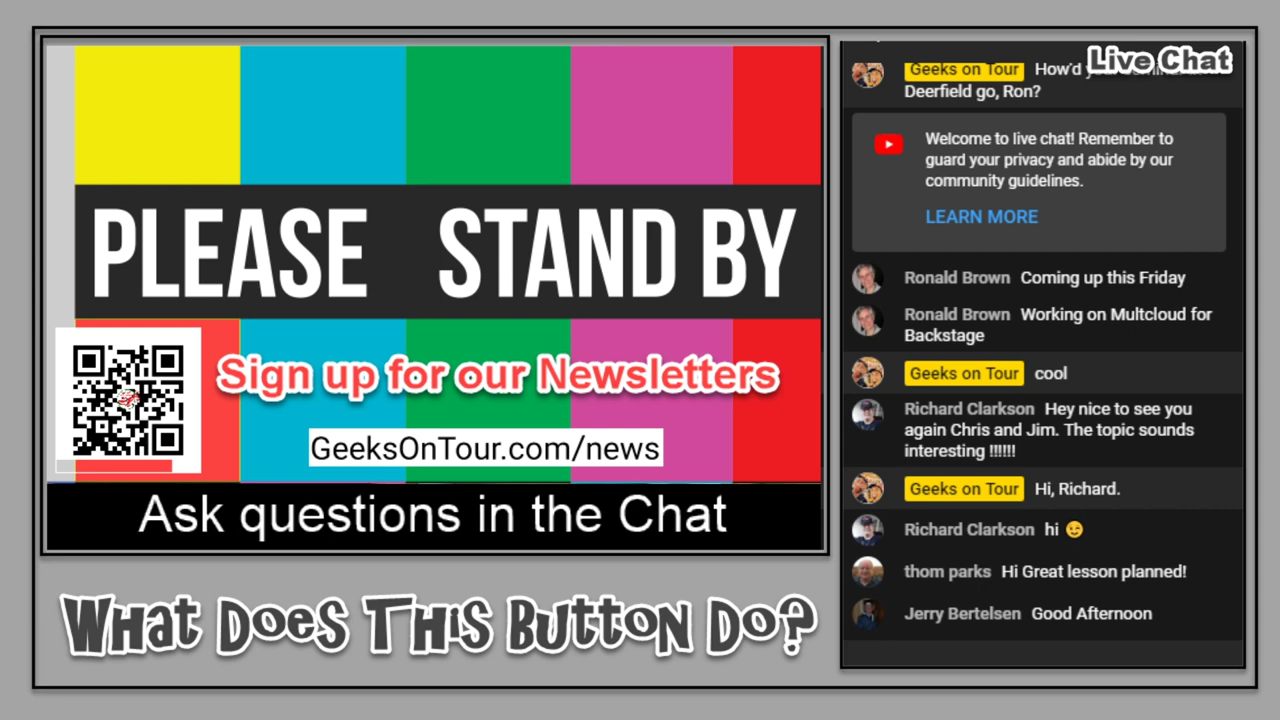 PLEASE STAND BY
Sign up for our Newsletters
GeeksOnTour.com/news
Ask questions in the Chat
What Does This Button Do?
Live Chat
Geeks on Tour How'd
Deerfield go, Ron?
Welcome to live chat! Remember to
guard your privacy and abide by our
community guidelines.
LEARN MORE
Ronald Brown Coming up this Friday
Ronald Brown Working on Multcloud for
Backstage
Geeks on Tour cool
Richard Clarkson Hey nice to see you
again Chris and Jim. The topic sounds
interesting !!!!!!
Geeks on Tour Hi, Richard.
Richard Clarkson hi 😉
thom parks Hi Great lesson planned!
Jerry Bertelsen Good Afternoon